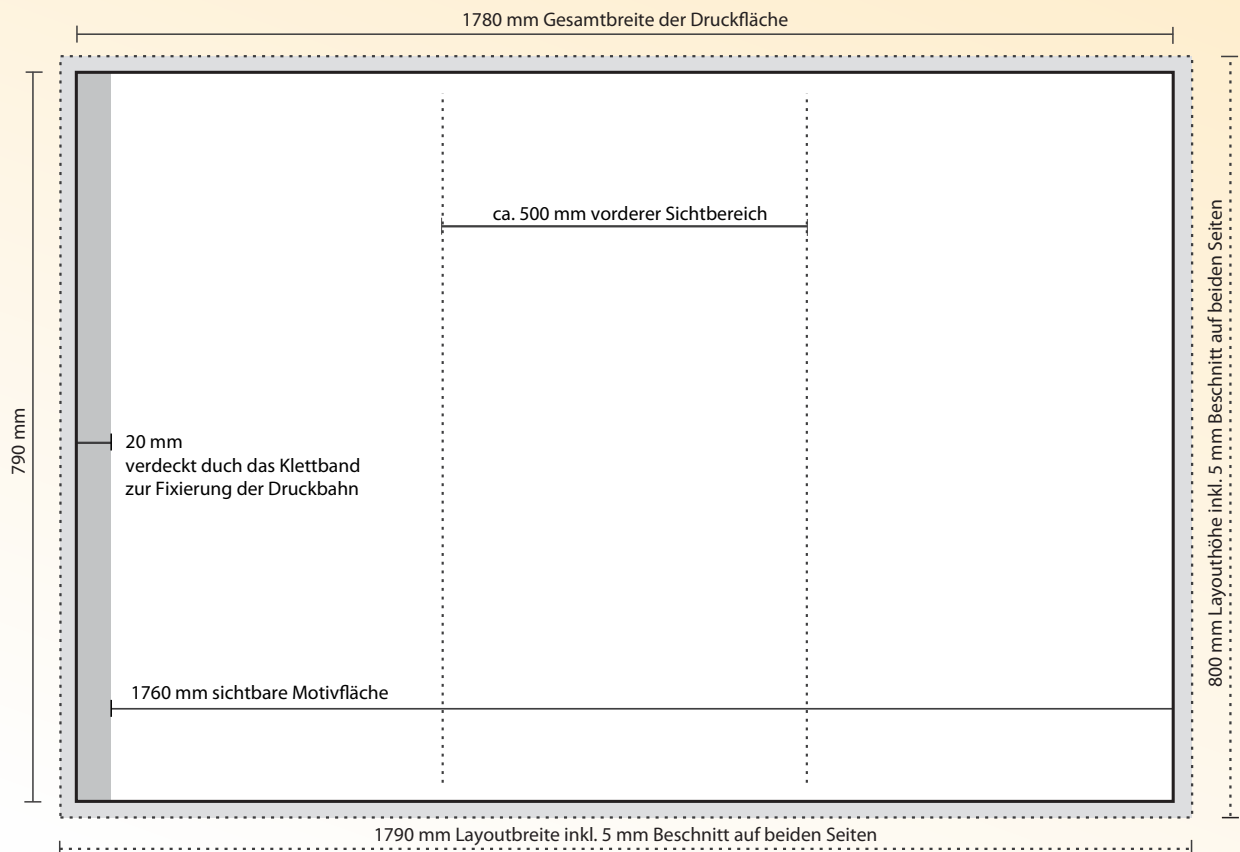 1780 mm Gesamtbreite der Druckfläche
ca. 500 mm vorderer Sichtbereich
790 mm
20 mm
verdeckt duch das Klettband
zur Fixierung der Druckbahn
800 mm Layouthöhe inkl. 5 mm Beschnitt auf beiden Seiten
1760 mm sichtbare Motivfläche
1790 mm Layoutbreite inkl. 5 mm Beschnitt auf beiden Seiten